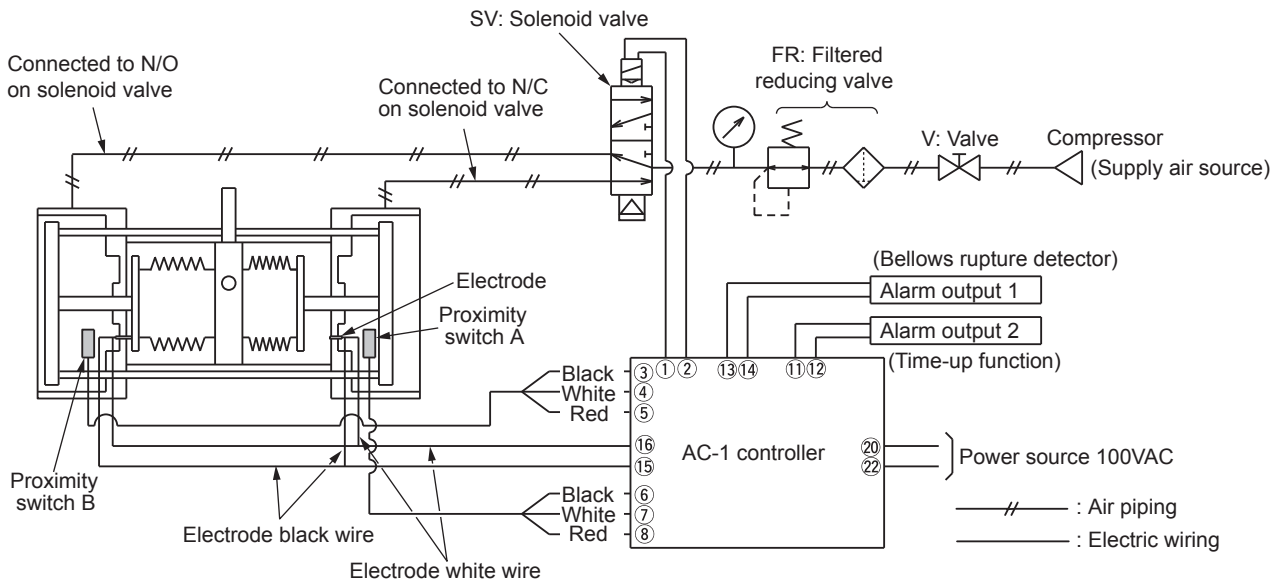 SV: Solenoid valve
FR: Filtered
reducing valve
Connected to N/O
on solenoid valve
Connected to N/C
on solenoid valve
V: Valve
Compressor
(Supply air source)
Electrode
Proximity
switch A
(Bellows rupture detector)
Alarm output 1
Alarm output 2
(Time-up function)
① ② ⑬ ⑭ ⑪ ⑫
Black ③
White ④
Red ⑤
⑯
⑮
AC-1 controller
⑳
㉒
Power source 100VAC
Black ⑥
White ⑦
Red ⑧
Proximity
switch B
Electrode black wire
Electrode white wire
: Air piping
: Electric wiring